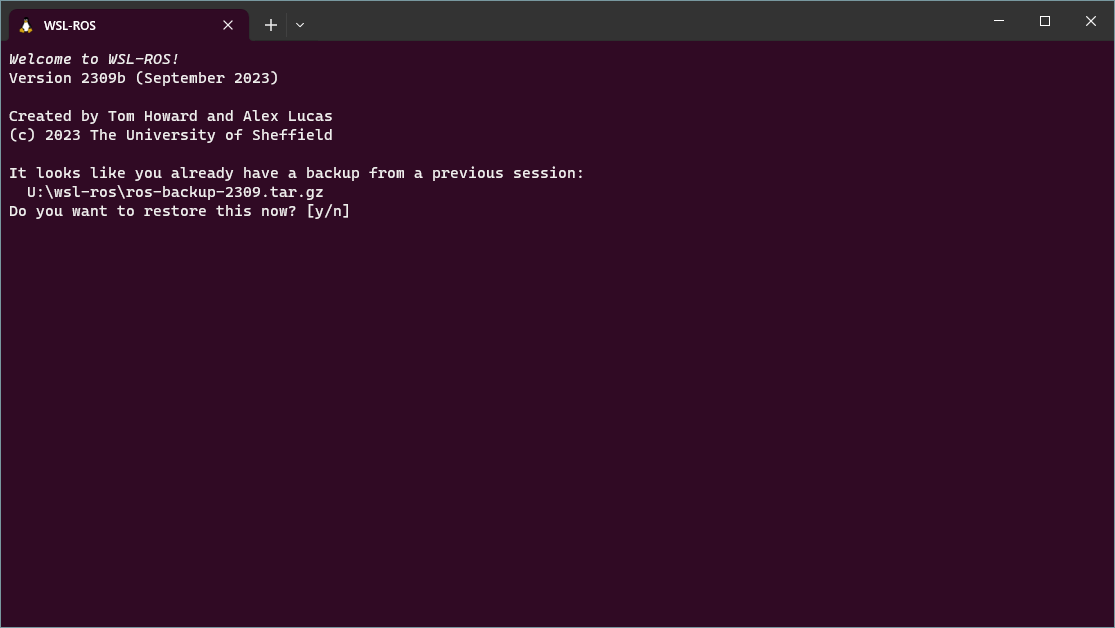 WSL-ROS
Welcome to WSL-ROS!
Version 2309b (September 2023)
Created by Tom Howard and Alex Lucas
(c) 2023 The University of Sheffield
It looks like you already have a backup from a previous session:
U:\wsl-ros\ros-backup-2309.tar.gz
Do you want to restore this now? [y/n]